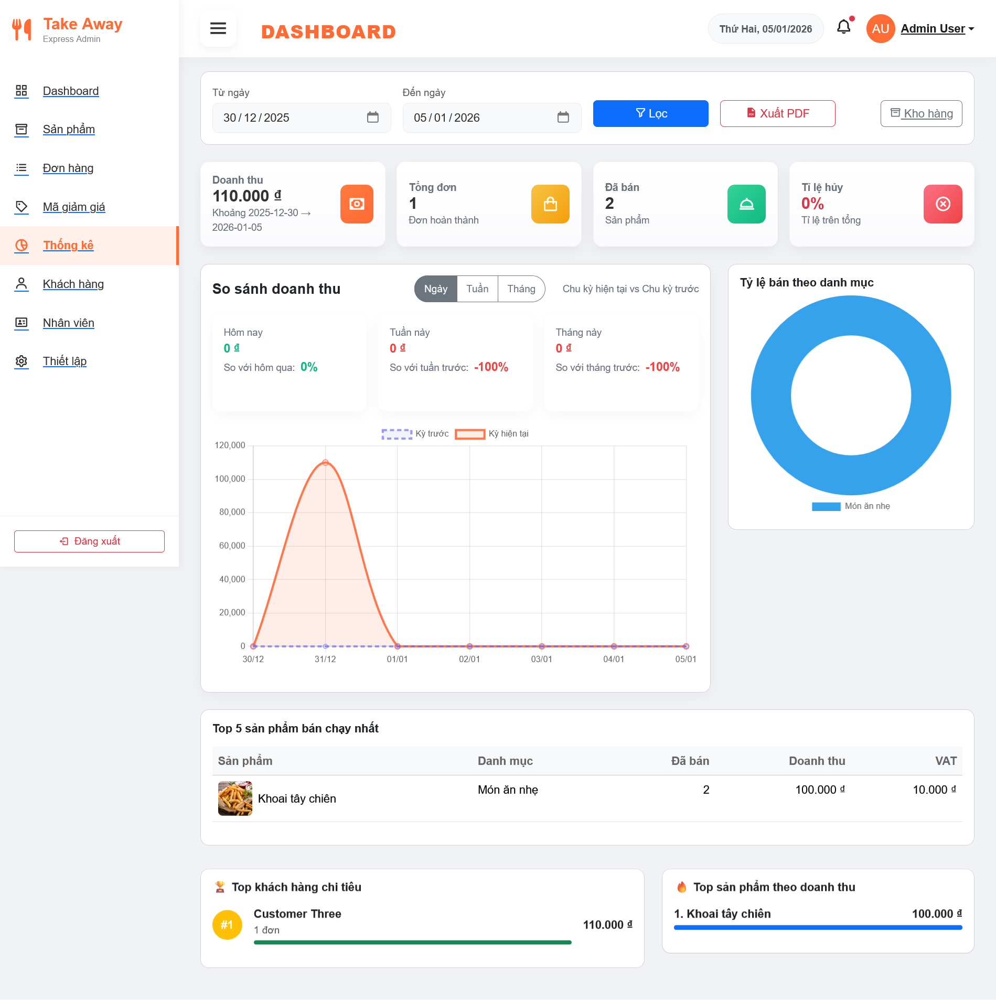 Take Away
Express Admin
Dashboard
Sản phẩm
Đơn hàng
Mã giảm giá
Thống kê
Khách hàng
Nhân viên
Thiết lập
Đăng xuất
DASHBOARD
Thứ Hai, 05/01/2026
AU
Admin User
Từ ngày
30/12/2025
Đến ngày
05/01/2026
Lọc
PDF
Xuất PDF
Kho hàng
Doanh thu
110.000 ₫
Khoảng 2025-12-30 →
2026-01-05
Tổng đơn
1
Đơn hoàn thành
Đã bán
2
Sản phẩm
Tỉ lệ hủy
0%
Tỉ lệ trên tổng
So sánh doanh thu
Ngày
Tuần
Tháng
Chu kỳ hiện tại vs Chu kỳ trước
Hôm nay
0 ₫
So với hôm qua: 0%
Tuần này
0 ₫
So với tuần trước: -100%
Tháng này
0 ₫
So với tháng trước: -100%
Kỳ trước
Kỳ hiện tại
120,000
100,000
80,000
60,000
40,000
20,000
0
30/12
31/12
01/01
02/01
03/01
04/01
05/01
Tỷ lệ bán theo danh mục
Món ăn nhẹ
Top 5 sản phẩm bán chạy nhất
Sản phẩm Danh mục Đã bán Doanh thu VAT
Khoai tây chiên Món ăn nhẹ 2 100.000 ₫ 10.000 ₫
Top khách hàng chi tiêu
#1
Customer Three
1 đơn
110.000 ₫
Top sản phẩm theo doanh thu
1. Khoai tây chiên
100.000 ₫